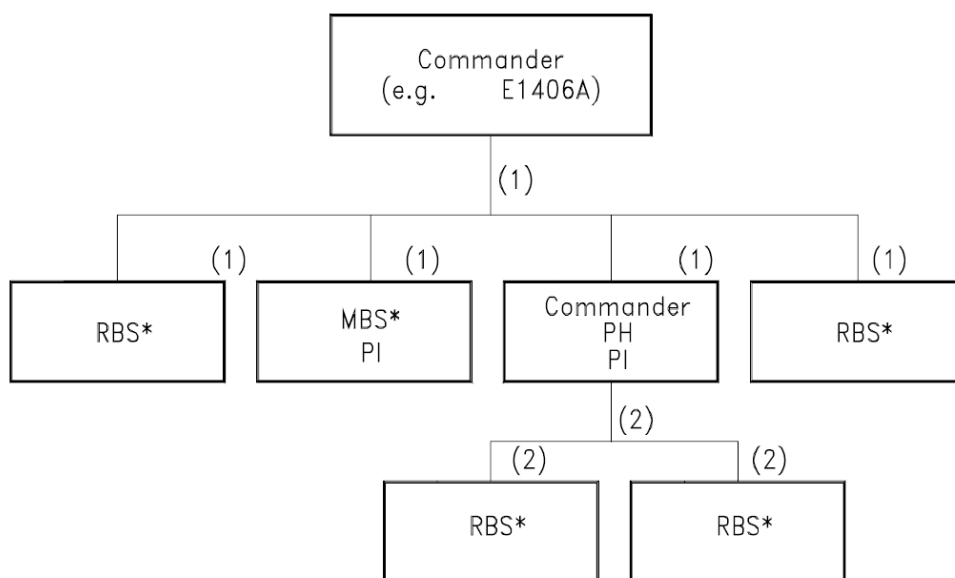 Commander
(e.g. E1406A)
(1)
(1)
(1)
(1)
(1)
RBS*
MBS*
PI
Commander
PH
PI
RBS*
(2)
(2)
(2)
RBS*
RBS*